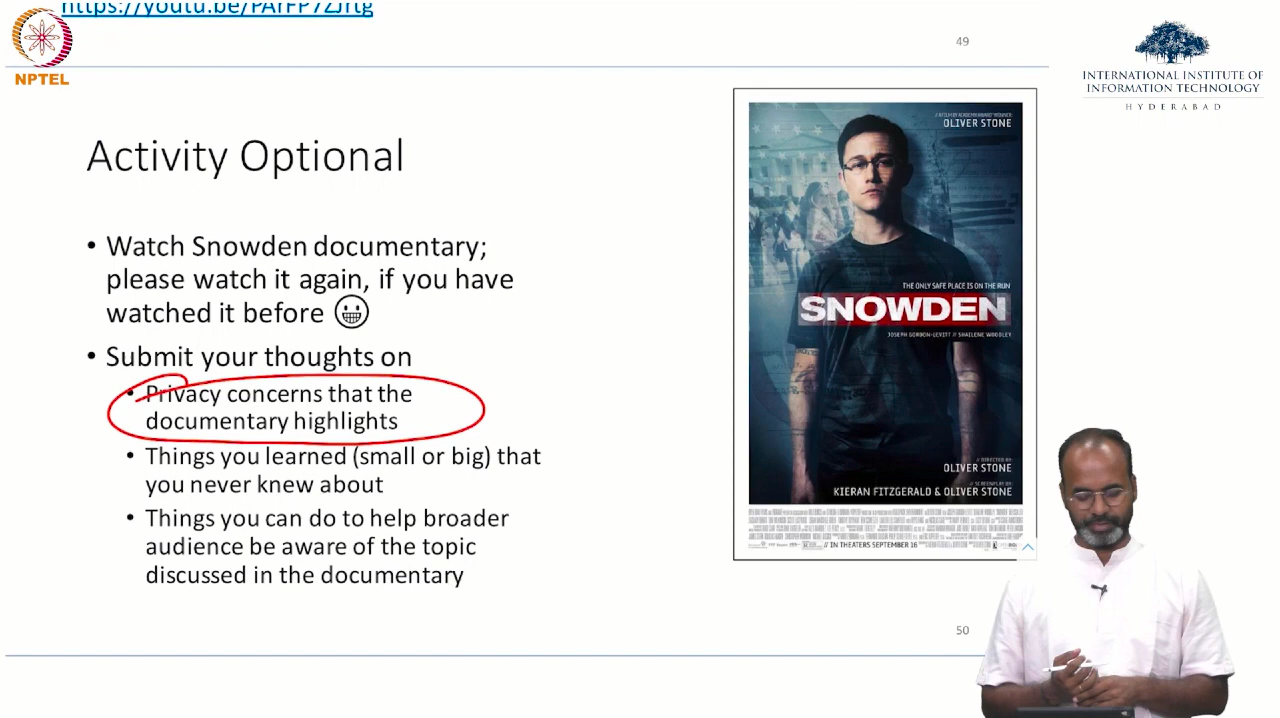 NPTEL
49
INTERNATIONAL INSTITUTE OF
INFORMATION TECHNOLOGY
HYDERABAD
Activity Optional
• Watch Snowden documentary;
please watch it again, if you have
watched it before 😀
• Submit your thoughts on
• Privacy concerns that the
documentary highlights
• Things you learned (small or big) that
you never knew about
• Things you can do to help broader
audience be aware of the topic
discussed in the documentary
OLIVER STONE
THE ONLY SAFE PLACE IS ON THE RUN
SNOWDEN
JOSEPH GORDON-LEVITT // SHAILENE WOODLEY
// DIRECTED BY:
OLIVER STONE
// SCREENPLAY BY:
KIERAN FITZGERALD & OLIVER STONE
// IN THEATERS SEPTEMBER 16
50